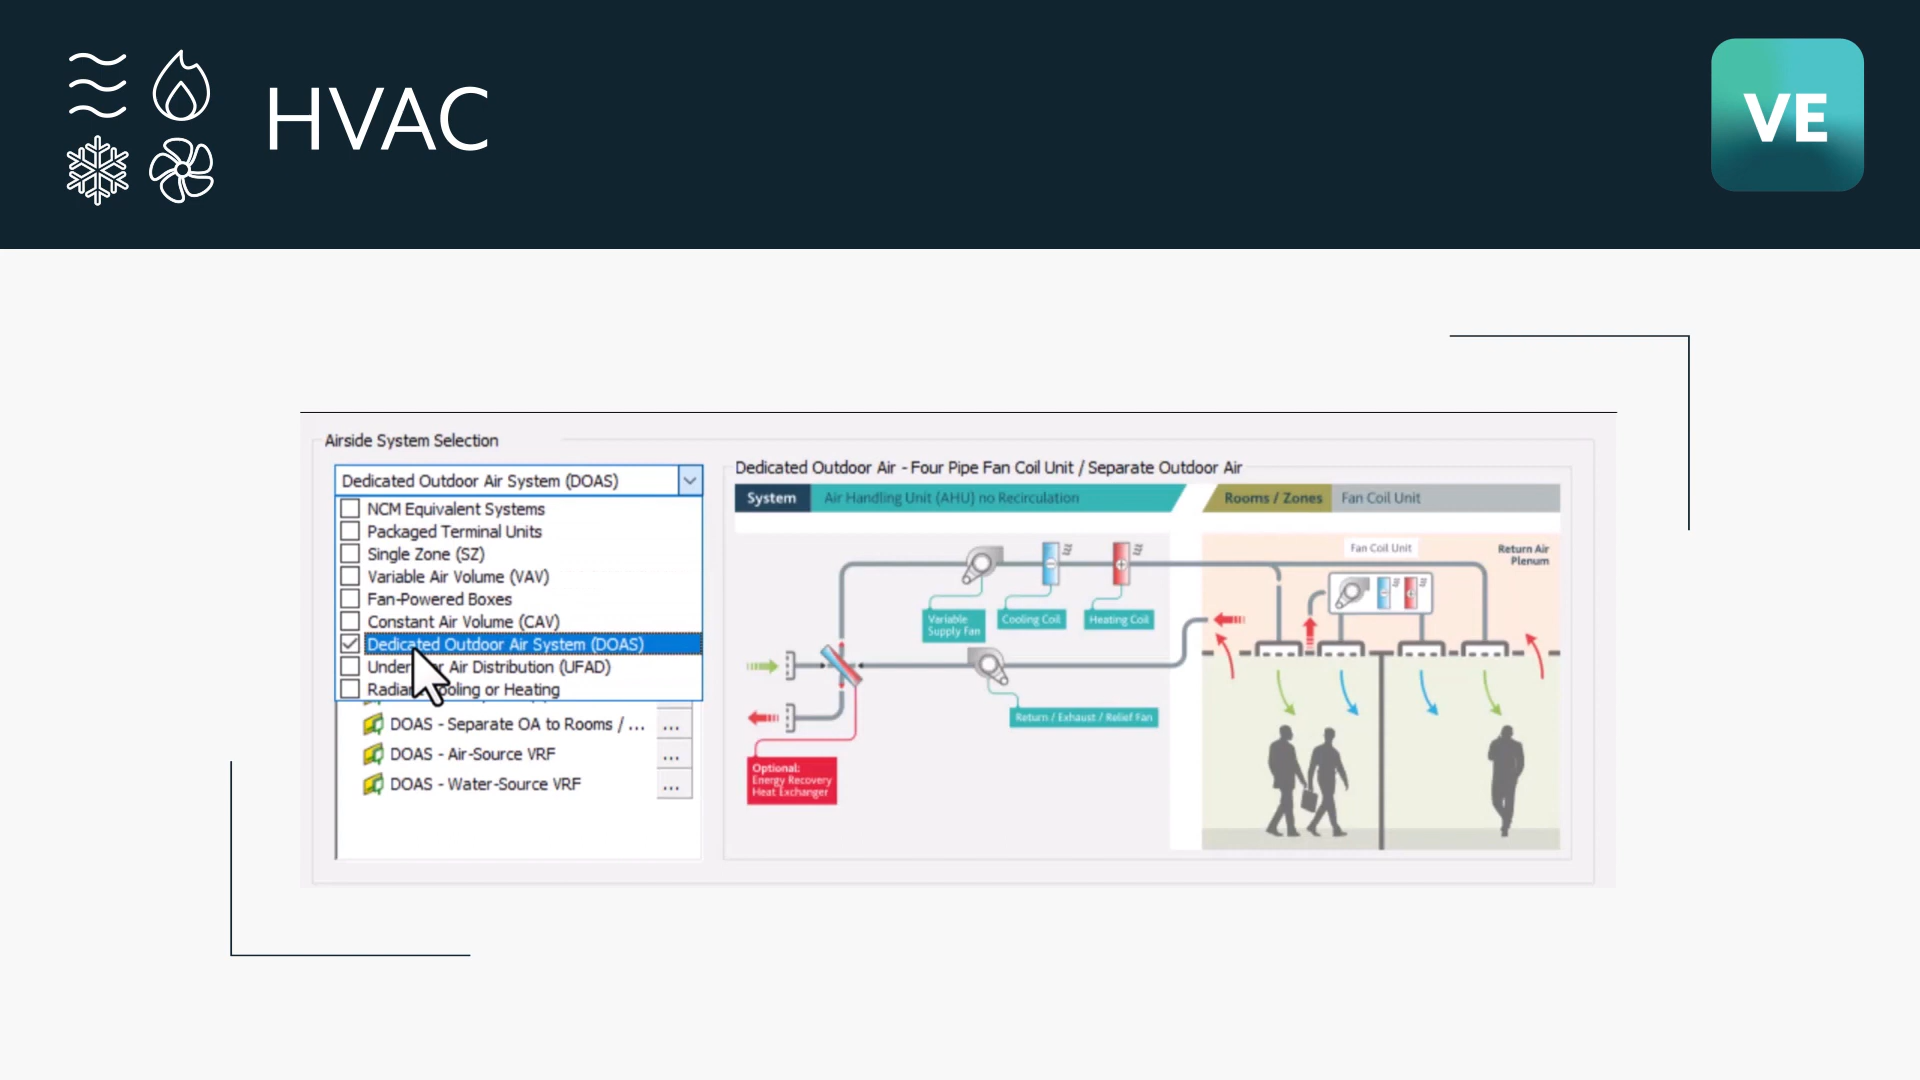 HVAC
VE
Airside System Selection
Dedicated Outdoor Air System (DOAS)
NCM Equivalent Systems
Packaged Terminal Units
Single Zone (SZ)
Variable Air Volume (VAV)
Fan-Powered Boxes
Constant Air Volume (CAV)
Dedicated Outdoor Air System (DOAS)
Air Distribution (UFAD)
or Heating
DOAS - Separate OA to Rooms / ...
...
DOAS - Air-Source VRF
...
DOAS - Water-Source VRF
...
Dedicated Outdoor Air - Four Pipe Fan Coil Unit / Separate Outdoor Air
System
Air Handling Unit (AHU) no Recirculation
Rooms / Zones
Fan Coil Unit
Fan Coil Unit
Return Air
Plenum
Variable
Supply Fan
Cooling Coil
Heating Coil
Return / Exhaust / Relief Fan
Optional:
Energy Recovery
Heat Exchanger